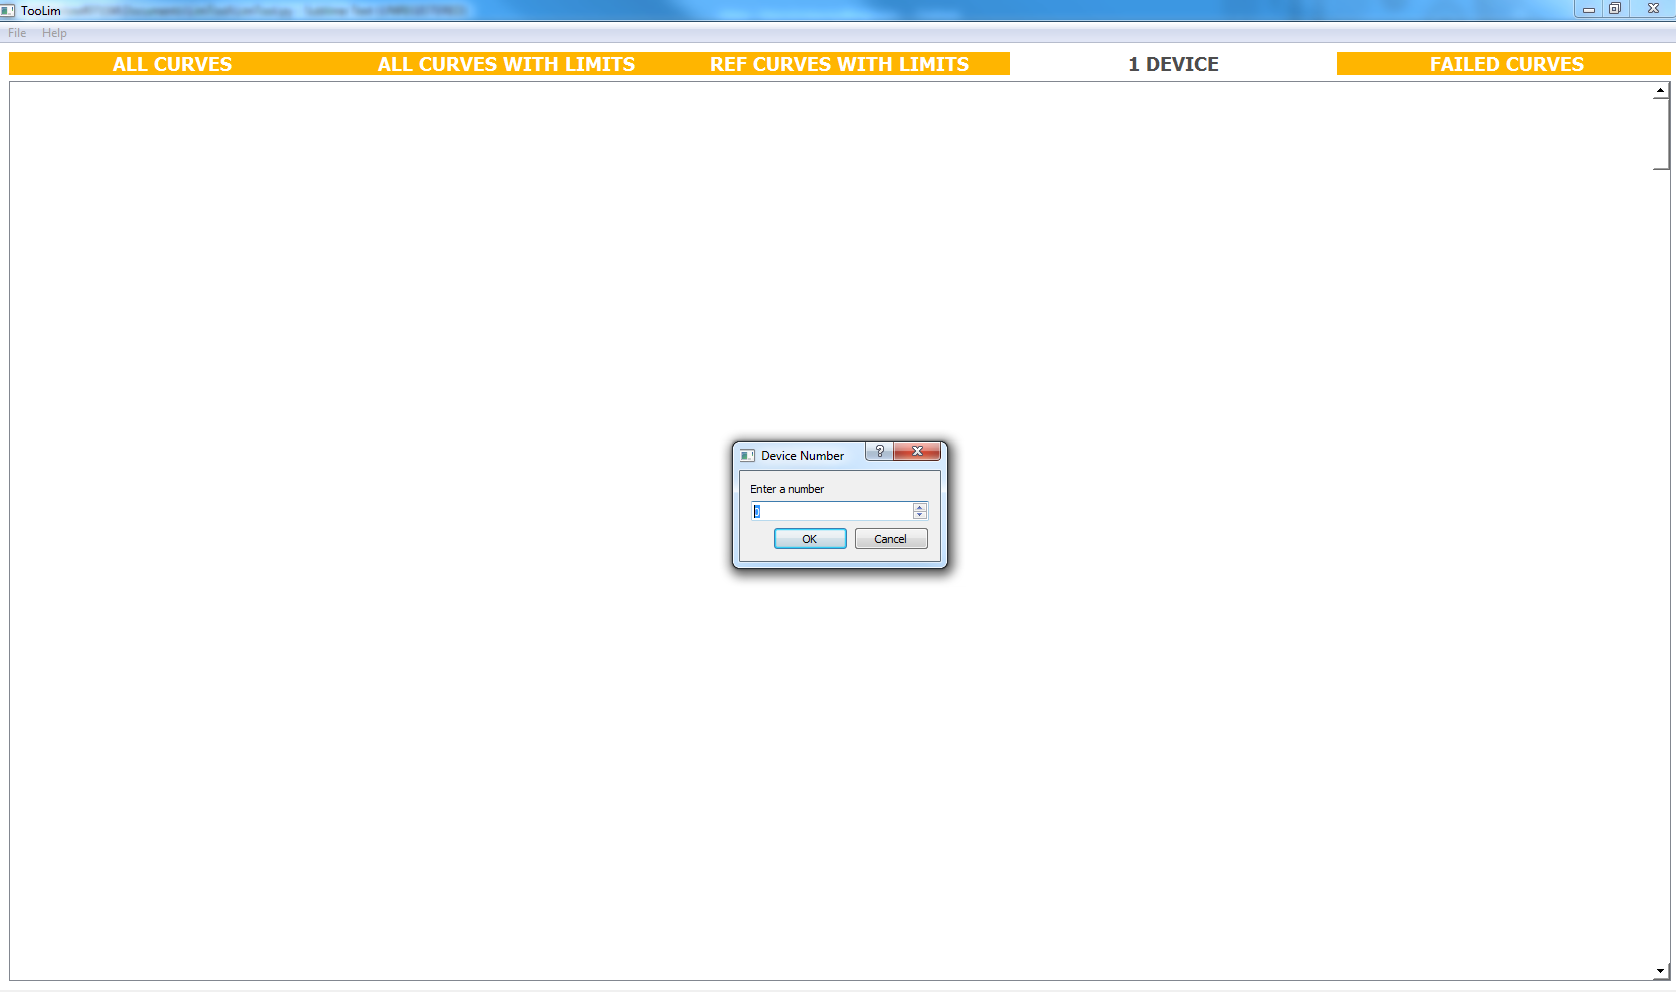 TooLim
File Help
ALL CURVES ALL CURVES WITH LIMITS REF CURVES WITH LIMITS 1 DEVICE FAILED CURVES
Device Number
Enter a number
0
OK Cancel